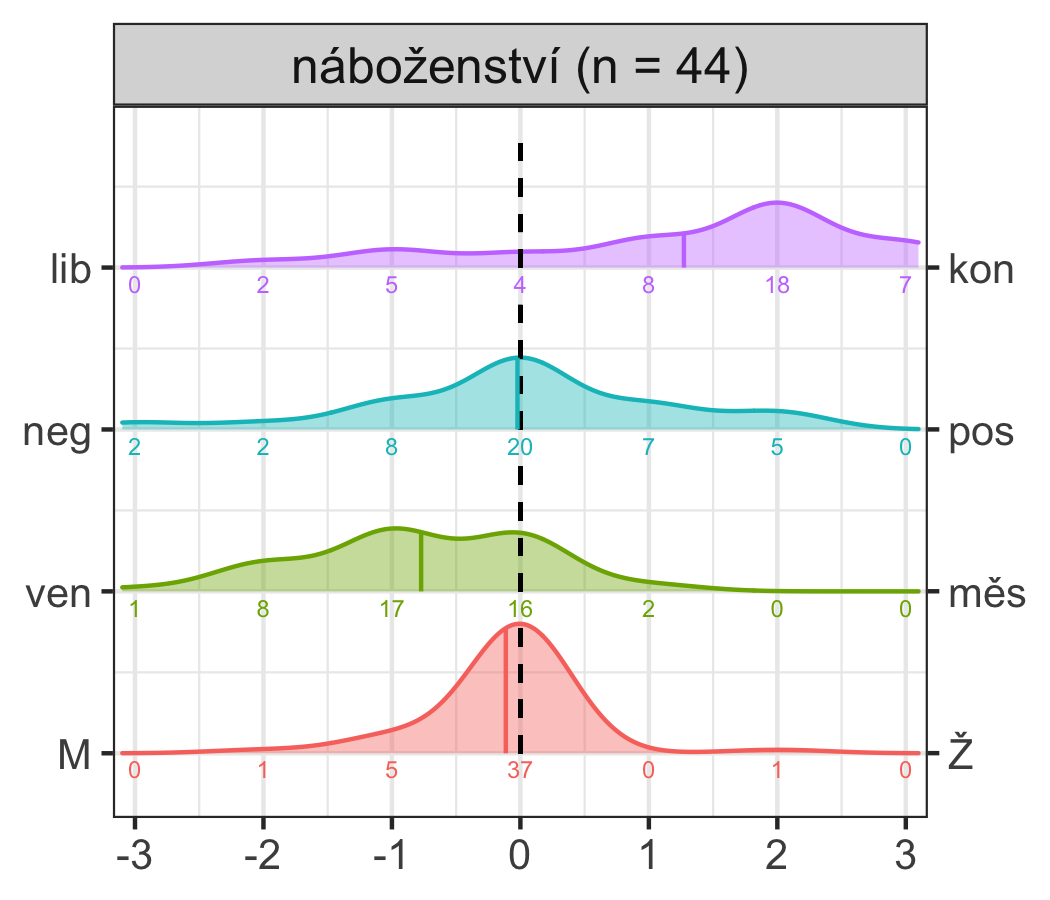 náboženství (n = 44)
lib kon
0 2 5 4 8 18 7
neg pos
2 2 8 20 7 5 0
ven měs
1 8 17 16 2 0 0
M Ž
0 1 5 37 0 1 0
-3 -2 -1 0 1 2 3